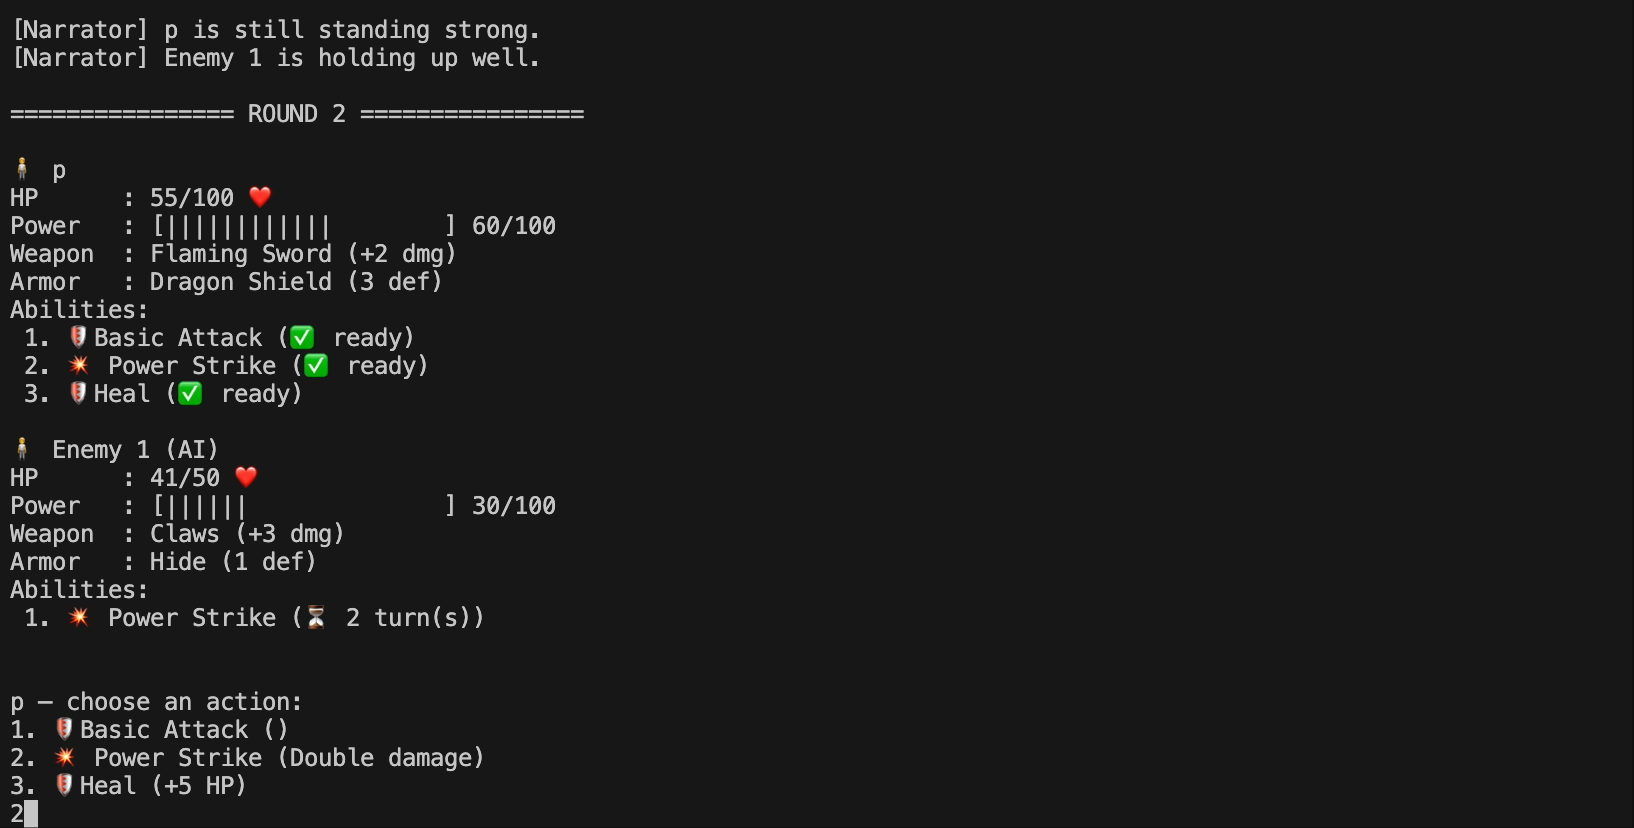 [Narrator] p is still standing strong.
[Narrator] Enemy 1 is holding up well.
================ ROUND 2 ================
🧍 p
HP      : 55/100 ❤️
Power   : [||||||||||||        ] 60/100
Weapon  : Flaming Sword (+2 dmg)
Armor   : Dragon Shield (3 def)
Abilities:
 1. 🛡️Basic Attack (✅ ready)
 2. 💥 Power Strike (✅ ready)
 3. 🛡️Heal (✅ ready)
🧍 Enemy 1 (AI)
HP      : 41/50 ❤️
Power   : [||||||              ] 30/100
Weapon  : Claws (+3 dmg)
Armor   : Hide (1 def)
Abilities:
 1. 💥 Power Strike (⏳ 2 turn(s))
p – choose an action:
1. 🛡️Basic Attack ()
2. 💥 Power Strike (Double damage)
3. 🛡️Heal (+5 HP)
2